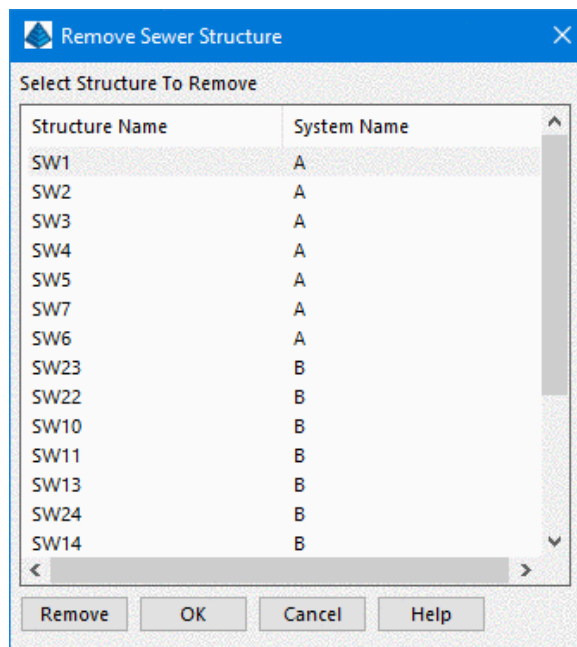 Remove Sewer Structure
Select Structure To Remove
Structure Name System Name
SW1 A
SW2 A
SW3 A
SW4 A
SW5 A
SW7 A
SW6 A
SW23 B
SW22 B
SW10 B
SW11 B
SW13 B
SW24 B
SW14 B
Remove OK Cancel Help